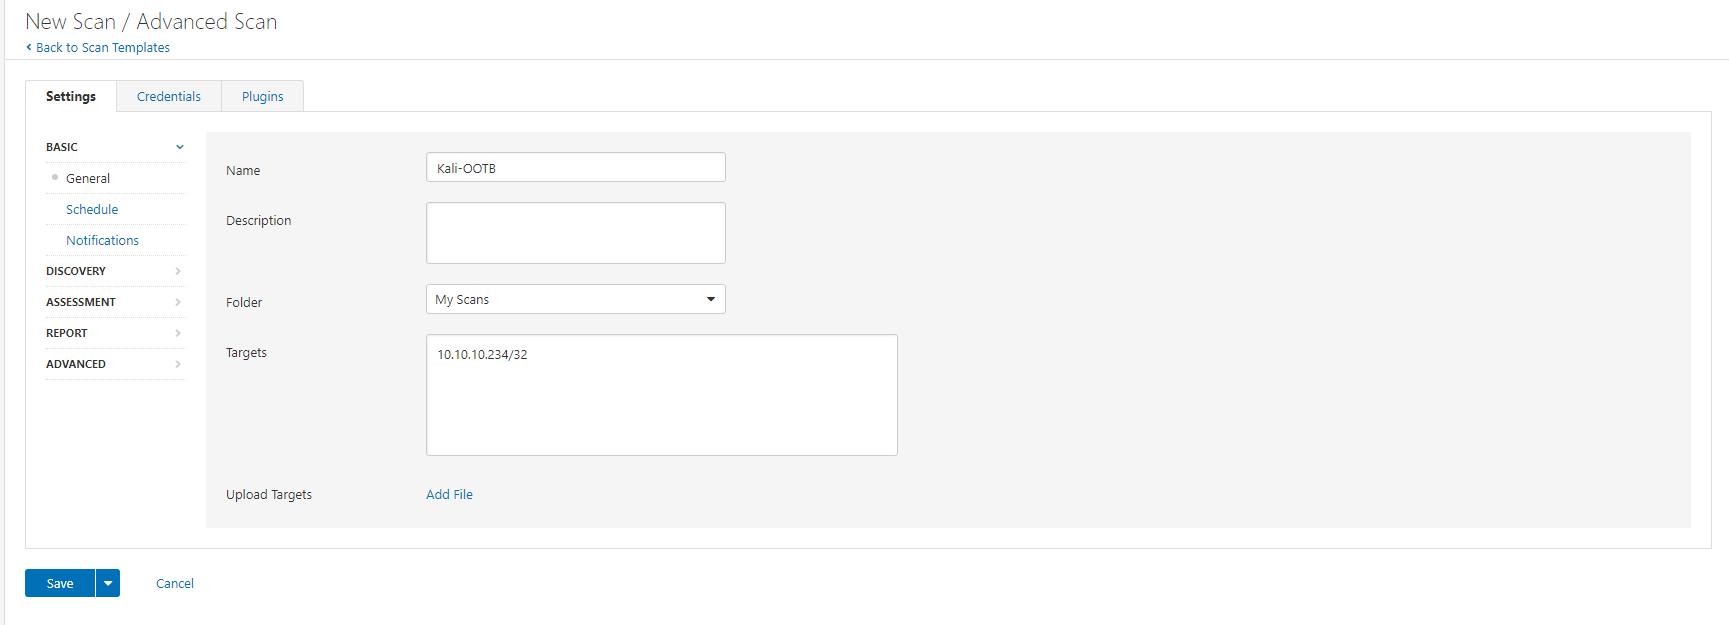 New Scan / Advanced Scan
Back to Scan Templates
Settings Credentials Plugins
BASIC
General
Schedule
Notifications
DISCOVERY
ASSESSMENT
REPORT
ADVANCED
Name Kali-OOTB
Description
Folder My Scans
Targets 10.10.10.234/32
Upload Targets Add File
Save Cancel